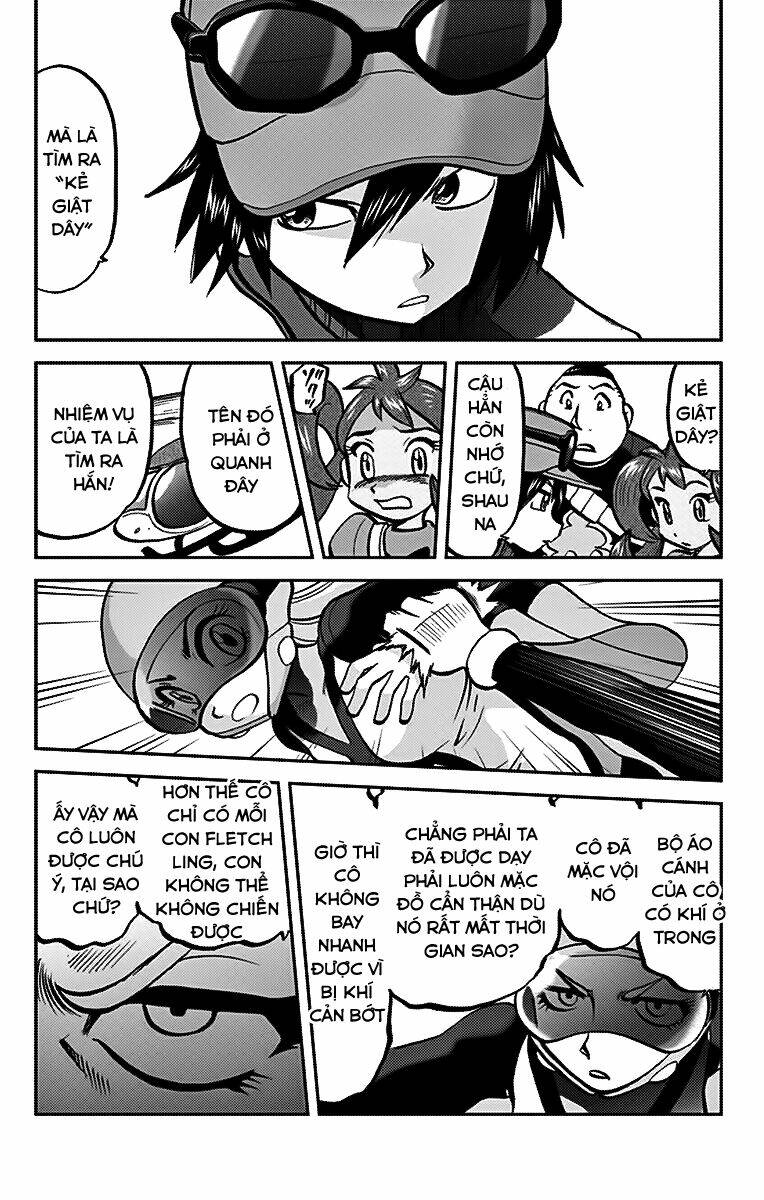 MÀ LÀ
TÌM RA
“KẺ
GIẬT
DÂY”
KẺ
GIẬT
DÂY?
CẬU
HẲN
CÒN
NHỚ
CHỨ,
SHAU
NA
TÊN ĐÓ
PHẢI Ở
QUANH
ĐÂY
NHIỆM VỤ
CỦA TA LÀ
TÌM RA
HẮN!
BỘ ÁO
CÁNH
CỦA CÔ
CÓ KHÍ Ở
TRONG
CÔ ĐÃ
MẶC VỘI
NÓ
CHẲNG PHẢI TA
ĐÃ ĐƯỢC DẠY
PHẢI LUÔN MẶC
ĐỒ CẨN THẬN DÙ
NÓ RẤT MẤT THỜI
GIAN SAO?
GIỜ THÌ
CÔ
KHÔNG
BAY
NHANH
ĐƯỢC VÌ
BỊ KHÍ
CẢN BỚT
HƠN THẾ CÔ
CHỈ CÓ MỖI
CON FLETCH
LING, CON
KHÔNG THỂ
KHÔNG CHIẾN
ĐƯỢC
ẤY VẬY MÀ
CÔ LUÔN
ĐƯỢC CHÚ
Ý, TẠI SAO
CHỨ?